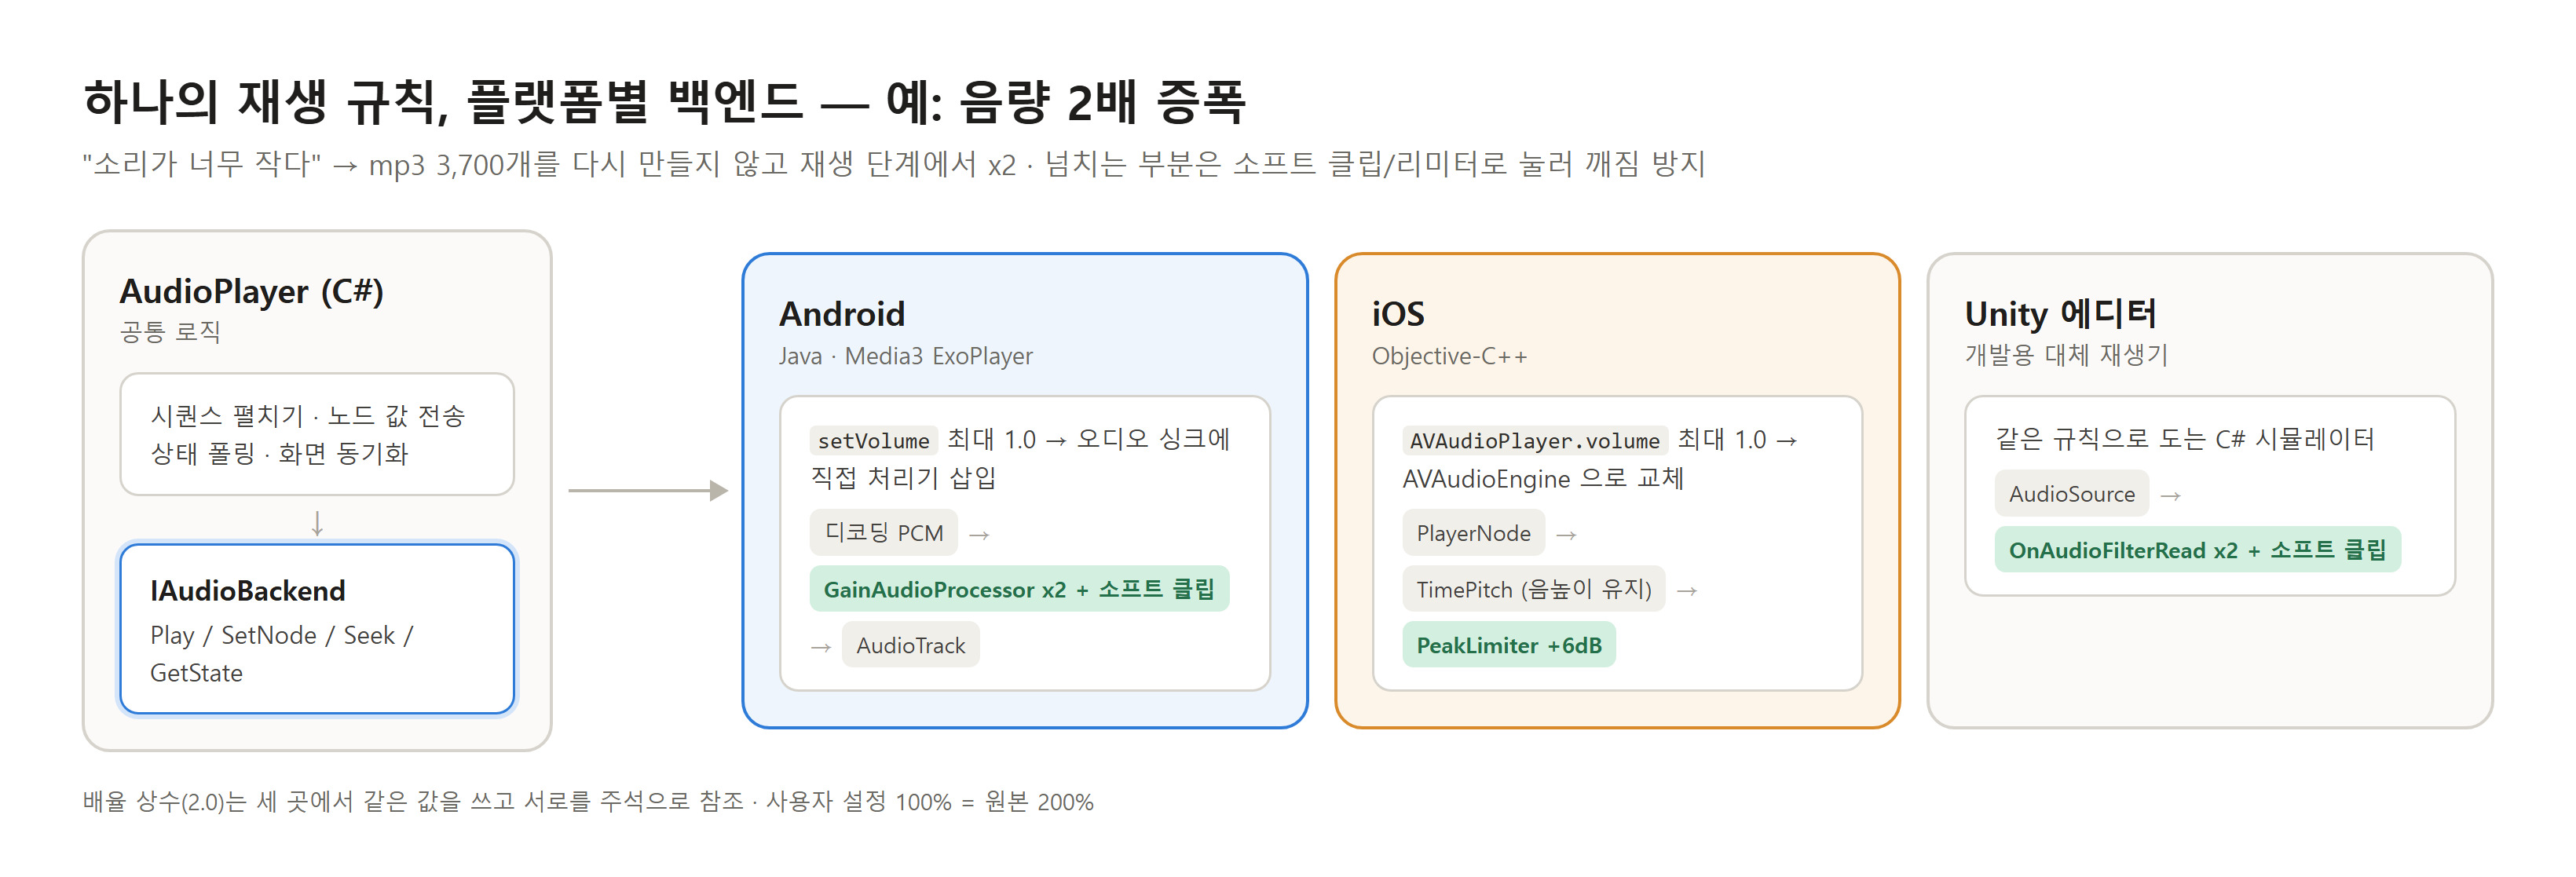 하나의 재생 규칙, 플랫폼별 백엔드 — 예: 음량 2배 증폭
"소리가 너무 작다" → mp3 3,700개를 다시 만들지 않고 재생 단계에서 x2 · 넘치는 부분은 소프트 클립/리미터로 눌러 깨짐 방지
AudioPlayer (C#)
공통 로직
시퀀스 펼치기 · 노드 값 전송
상태 폴링 · 화면 동기화
↓
IAudioBackend
Play / SetNode / Seek /
GetState
Android
Java · Media3 ExoPlayer
setVolume 최대 1.0 → 오디오 싱크에
직접 처리기 삽입
디코딩 PCM →
GainAudioProcessor x2 + 소프트 클립
→ AudioTrack
iOS
Objective-C++
AVAudioPlayer.volume 최대 1.0 →
AVAudioEngine 으로 교체
PlayerNode →
TimePitch (음높이 유지) →
PeakLimiter +6dB
Unity 에디터
개발용 대체 재생기
같은 규칙으로 도는 C# 시뮬레이터
AudioSource →
OnAudioFilterRead x2 + 소프트 클립
배율 상수(2.0)는 세 곳에서 같은 값을 쓰고 서로를 주석으로 참조 · 사용자 설정 100% = 원본 200%